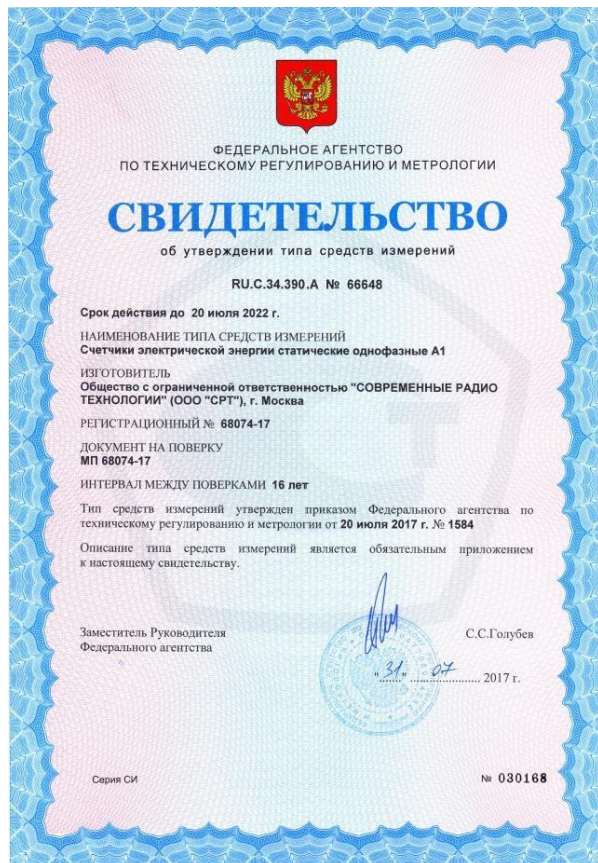 ФЕДЕРАЛЬНОЕ АГЕНТСТВО
ПО ТЕХНИЧЕСКОМУ РЕГУЛИРОВАНИЮ И МЕТРОЛОГИИ
СВИДЕТЕЛЬСТВО
об утверждении типа средств измерений
RU.C.34.390.A № 66648
Срок действия до 20 июля 2022 г.
НАИМЕНОВАНИЕ ТИПА СРЕДСТВ ИЗМЕРЕНИЙ
Счетчики электрической энергии статические однофазные А1
ИЗГОТОВИТЕЛЬ
Общество с ограниченной ответственностью "СОВРЕМЕННЫЕ РАДИО
ТЕХНОЛОГИИ" (ООО "СРТ"), г. Москва
РЕГИСТРАЦИОННЫЙ № 68074-17
ДОКУМЕНТ НА ПОВЕРКУ
МП 68074-17
ИНТЕРВАЛ МЕЖДУ ПОВЕРКАМИ 16 лет
Тип средств измерений утвержден приказом Федерального агентства по
техническому регулированию и метрологии от 20 июля 2017 г. № 1584
Описание типа средств измерений является обязательным приложением
к настоящему свидетельству.
Заместитель Руководителя
Федерального агентства
С.С.Голубев
"31" 07 2017 г.
Серия СИ
№ 030168